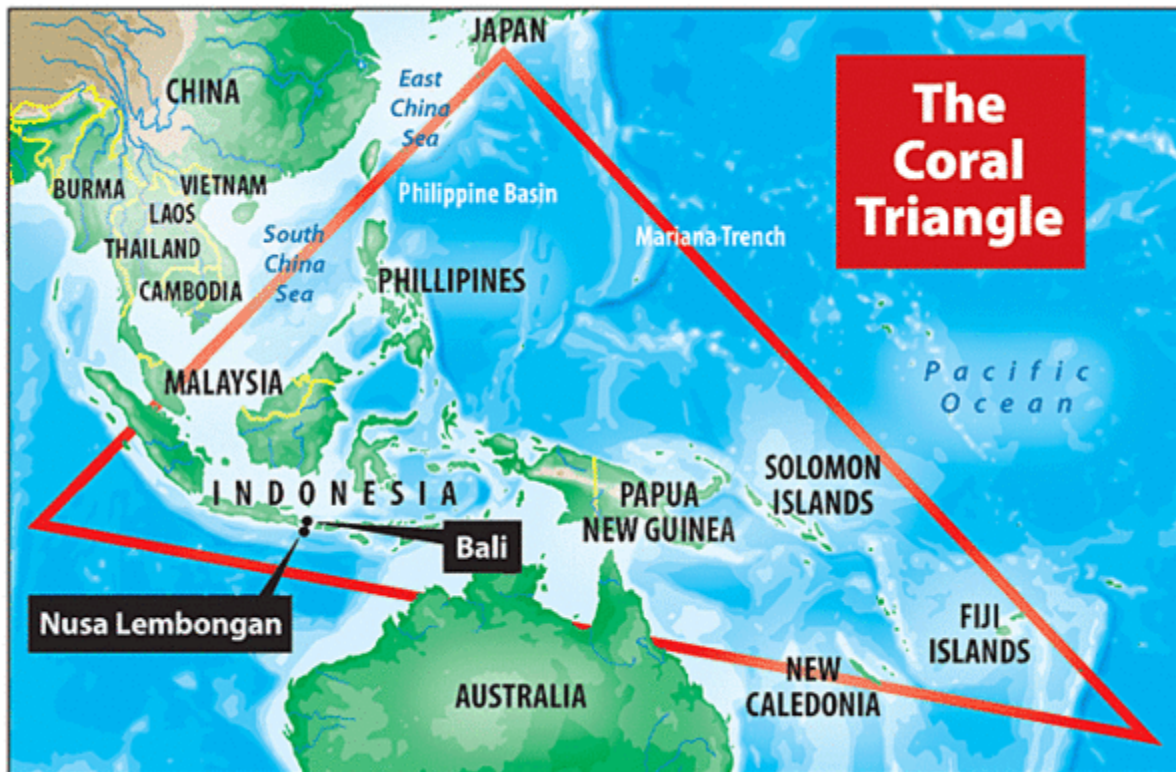 JAPAN
The
Coral
Triangle
CHINA
East
China
Sea
BURMA
VIETNAM
LAOS
THAILAND
CAMBODIA
Philippine Basin
South
China
Sea
Mariana Trench
PHILLIPINES
MALAYSIA
Pacific
Ocean
SOLOMON
ISLANDS
INDONESIA
PAPUA
NEW GUINEA
Bali
Nusa Lembongan
FIJI
ISLANDS
NEW
CALEDONIA
AUSTRALIA